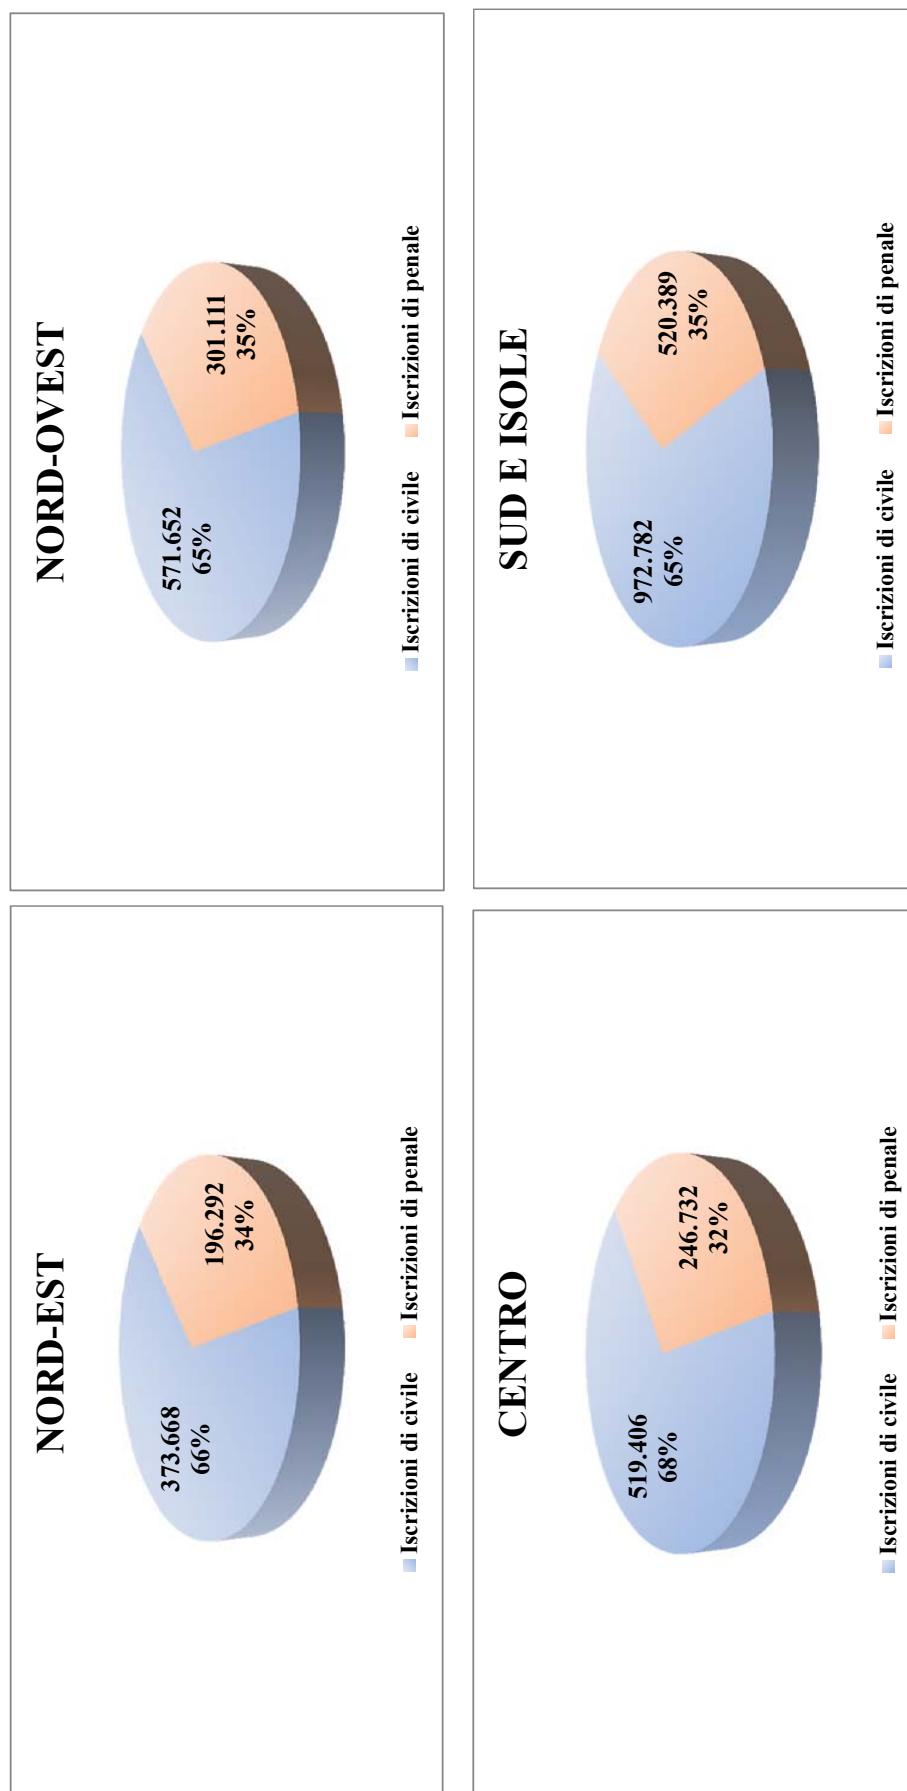 NORD-EST
373.668
66%
196.292
34%
Iscrizioni di civile
Iscrizioni di penale
NORD-OVEST
571.652
65%
301.111
35%
Iscrizioni di civile
Iscrizioni di penale
CENTRO
519.406
68%
246.732
32%
Iscrizioni di civile
Iscrizioni di penale
SUD E ISOLE
972.782
65%
520.389
35%
Iscrizioni di civile
Iscrizioni di penale